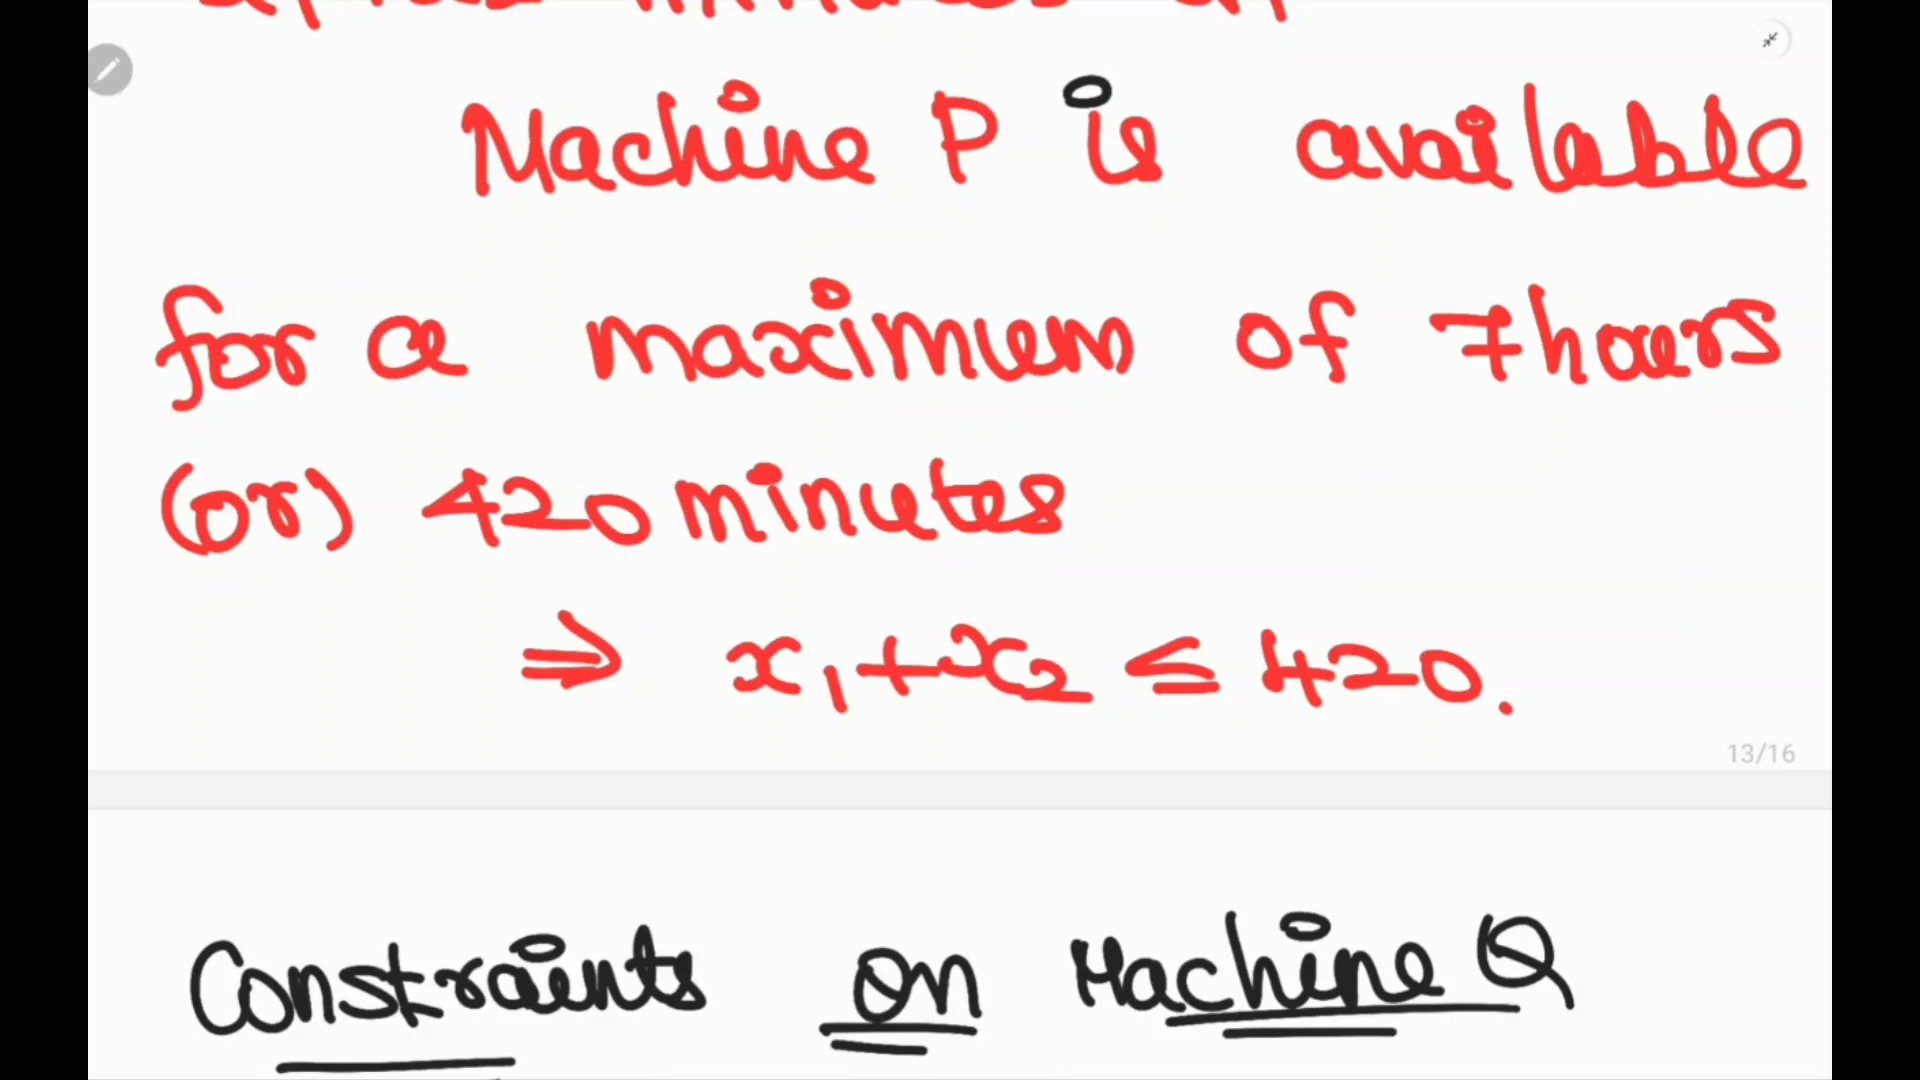 Machine P is available
for a maximum of 7 hours
(or) 420 minutes
⇒ x₁+x₂ ≤ 420.
13/16
Constraints on Machine Q